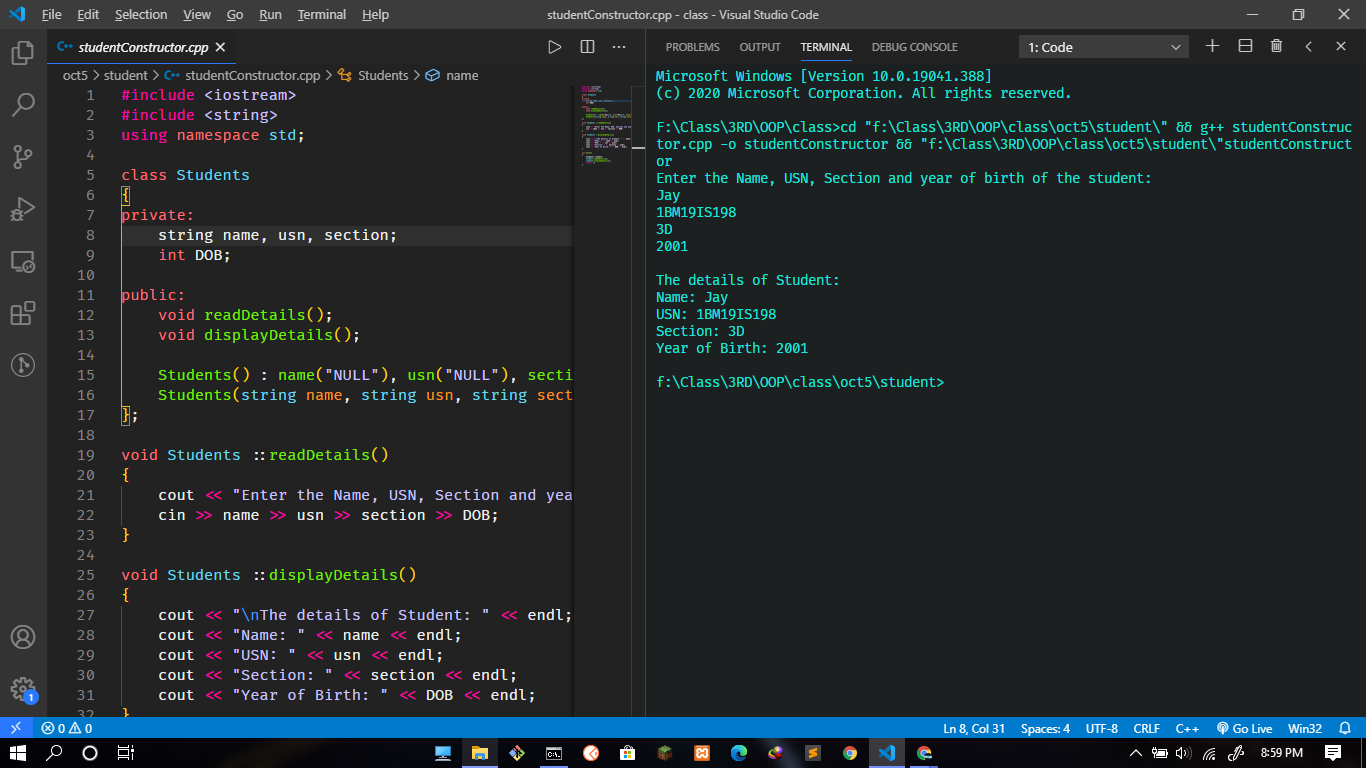 File Edit Selection View Go Run Terminal Help studentConstructor.cpp - class - Visual Studio Code
studentConstructor.cpp
oct5 > student > studentConstructor.cpp > Students > name
1 #include <iostream>
2 #include <string>
3 using namespace std;
4
5 class Students
6 {
7 private:
8 string name, usn, section;
9 int DOB;
10
11 public:
12 void readDetails();
13 void displayDetails();
14
15 Students() : name("NULL"), usn("NULL"), secti
16 Students(string name, string usn, string sect
17 };
18
19 void Students ::readDetails()
20 {
21 cout << "Enter the Name, USN, Section and yea
22 cin >> name >> usn >> section >> DOB;
23 }
24
25 void Students ::displayDetails()
26 {
27 cout << "\nThe details of Student: " << endl;
28 cout << "Name: " << name << endl;
29 cout << "USN: " << usn << endl;
30 cout << "Section: " << section << endl;
31 cout << "Year of Birth: " << DOB << endl;
32 }
PROBLEMS OUTPUT TERMINAL DEBUG CONSOLE 1: Code
Microsoft Windows [Version 10.0.19041.388]
(c) 2020 Microsoft Corporation. All rights reserved.
F:\Class\3RD\OOP\class>cd "f:\Class\3RD\OOP\class\oct5\student\" && g++ studentConstruc
tor.cpp -o studentConstructor && "f:\Class\3RD\OOP\class\oct5\student\"studentConstruct
or
Enter the Name, USN, Section and year of birth of the student:
Jay
1BM19IS198
3D
2001
The details of Student:
Name: Jay
USN: 1BM19IS198
Section: 3D
Year of Birth: 2001
f:\Class\3RD\OOP\class\oct5\student>
1
0 0 Ln 8, Col 31 Spaces: 4 UTF-8 CRLF C++ Go Live Win32
8:59 PM